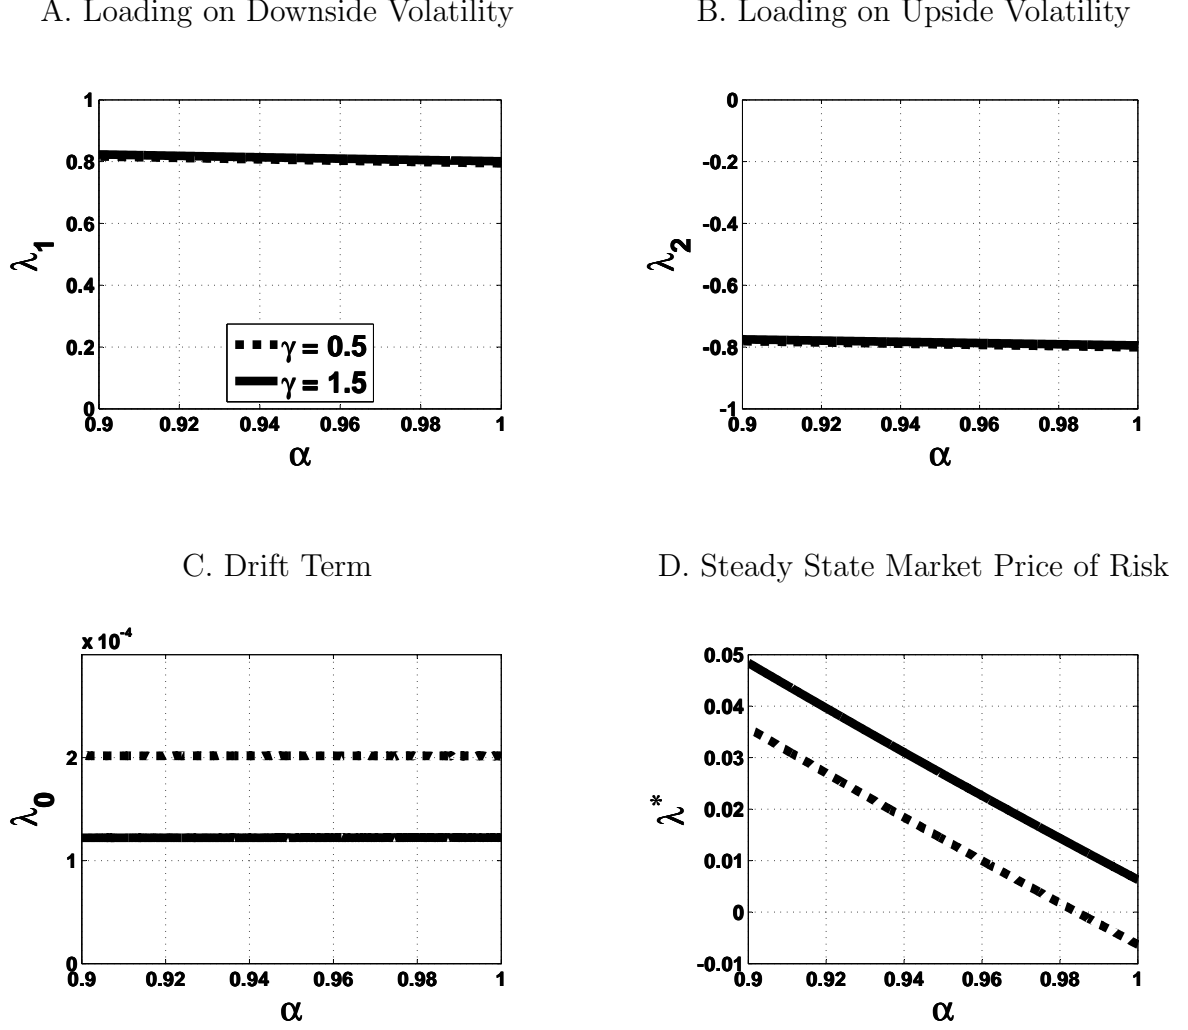 A. Loading on Downside Volatility
1
0.8
0.6
0.4
0.2
0
λ1
0.9 0.92 0.94 0.96 0.98 1
α
γ = 0.5
γ = 1.5
B. Loading on Upside Volatility
0
-0.2
-0.4
-0.6
-0.8
-1
λ2
0.9 0.92 0.94 0.96 0.98 1
α
C. Drift Term
x 10-4
2
1
0
λ0
0.9 0.92 0.94 0.96 0.98 1
α
D. Steady State Market Price of Risk
0.05
0.04
0.03
0.02
0.01
0
-0.01
λ*
0.9 0.92 0.94 0.96 0.98 1
α